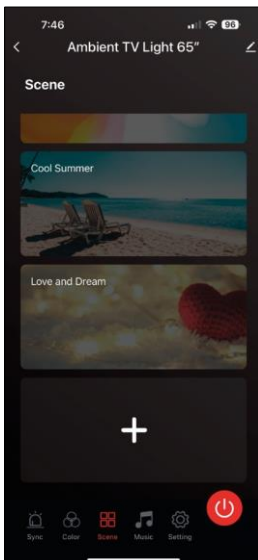 7:46
96
Ambient TV Light 65”
Scene
Cool Summer
Love and Dream
Sync
Color
Scene
Music
Setting